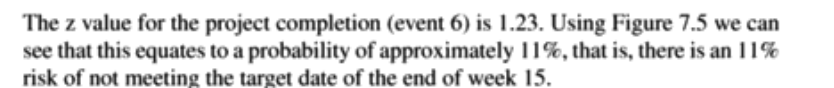 The z value for the project completion (event 6) is 1.23. Using Figure 7.5 we can
see that this equates to a probability of approximately 11%, that is, there is an 11%
risk of not meeting the target date of the end of week 15.